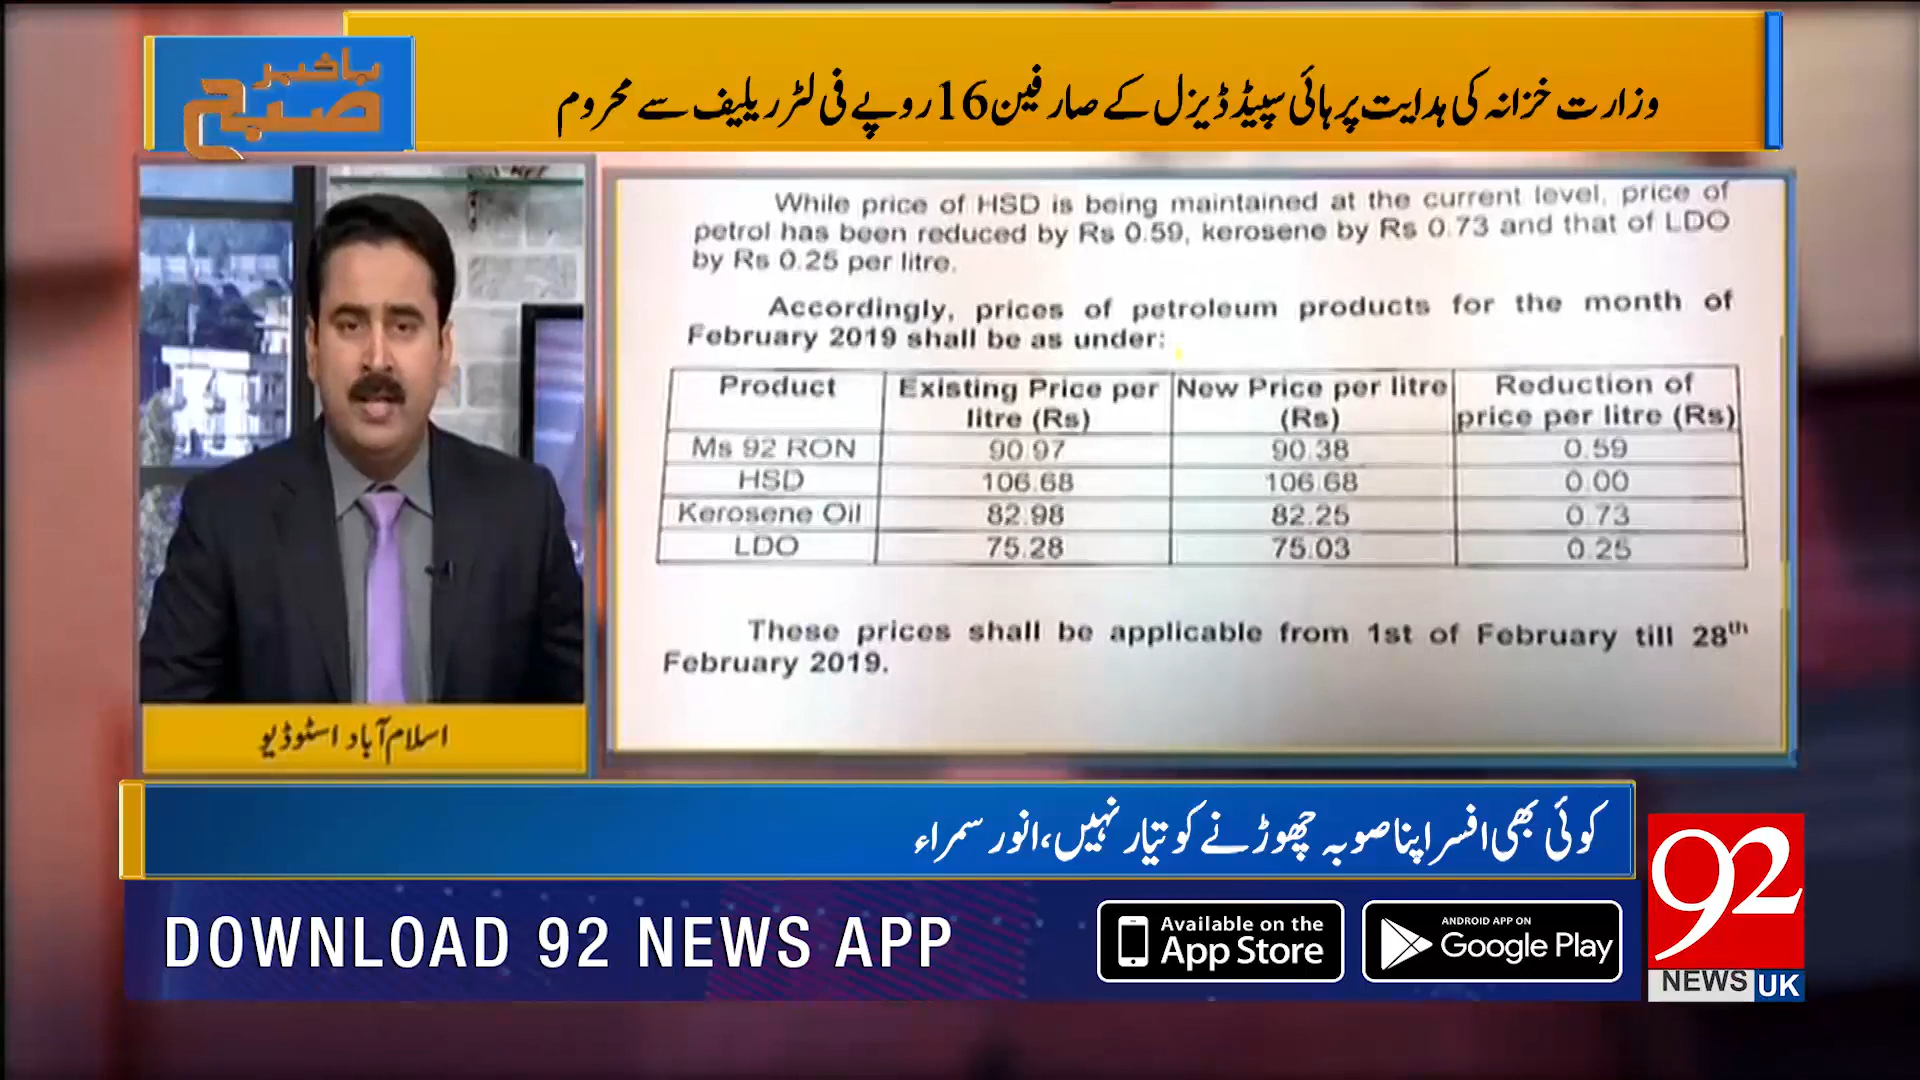 باخبر
صبح
وزارت خزانہ کی ہدایت پر ہائی سپیڈ ڈیزل کے صارفین 16 روپے فی لٹر ریلیف سے محروم
While price of HSD is being maintained at the current level, price of
petrol has been reduced by Rs 0.59, kerosene by Rs 0.73 and that of LDO
by Rs 0.25 per litre.
Accordingly, prices of petroleum products for the month of
February 2019 shall be as under:
Product Existing Price per litre (Rs) New Price per litre (Rs) Reduction of price per litre (Rs)
Ms 92 RON 90.97 90.38 0.59
HSD 106.68 106.68 0.00
Kerosene Oil 82.98 82.25 0.73
LDO 75.28 75.03 0.25
These prices shall be applicable from 1st of February till 28th
February 2019.
اسلام آباد اسٹوڈیو
کوئی بھی افسر اپنا صوبہ چھوڑنے کو تیار نہیں، انور سمراء
DOWNLOAD 92 NEWS APP
Available on the
App Store
ANDROID APP ON
Google Play
92
NEWS UK